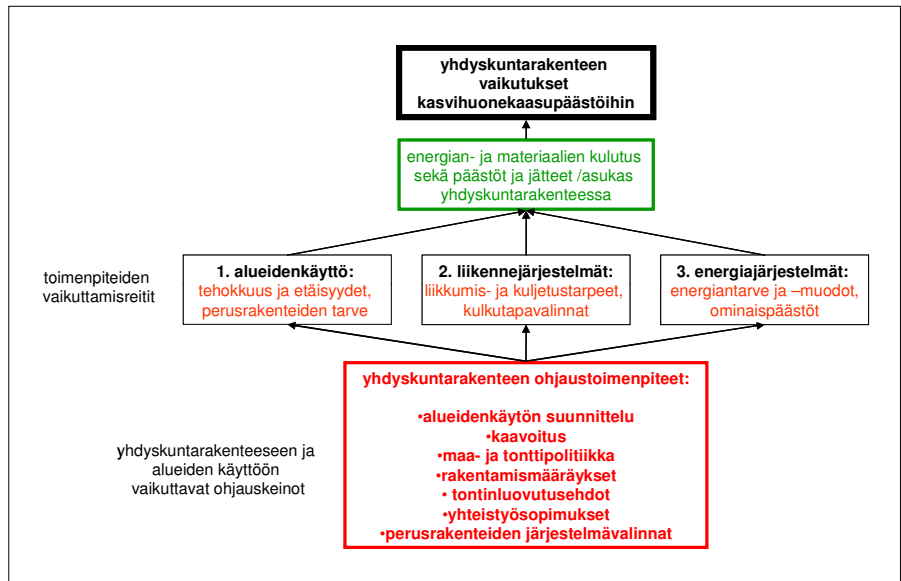 yhdyskuntarakenteen
vaikutukset
kasvihuonekaasupäästöihin
energian- ja materiaalien kulutus
sekä päästöt ja jätteet /asukas
yhdyskuntarakenteessa
toimenpiteiden
vaikuttamisreitit
1. alueidenkäyttö:
tehokkuus ja etäisyydet,
perusrakenteiden tarve
2. liikennejärjestelmät:
liikkumis- ja kuljetustarpeet,
kulkutapavalinnat
3. energiajärjestelmät:
energiantarve ja –muodot,
ominaispäästöt
yhdyskuntarakenteeseen ja
alueiden käyttöön
vaikuttavat ohjauskeinot
yhdyskuntarakenteen ohjaustoimenpiteet:
•alueidenkäytön suunnittelu
•kaavoitus
•maa- ja tonttipolitiikka
•rakentamismääräykset
• tontinluovutusehdot
•yhteistyösopimukset
•perusrakenteiden järjestelmävalinnat